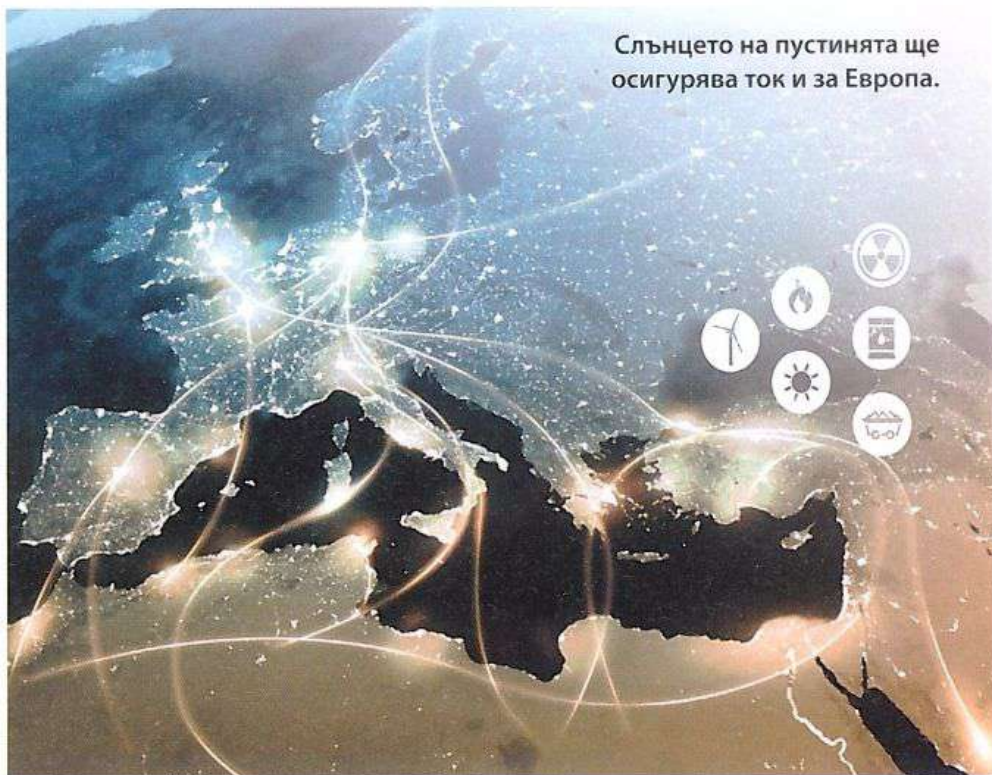 Слънцето на пустинята ще
осигурява ток и за Европа.